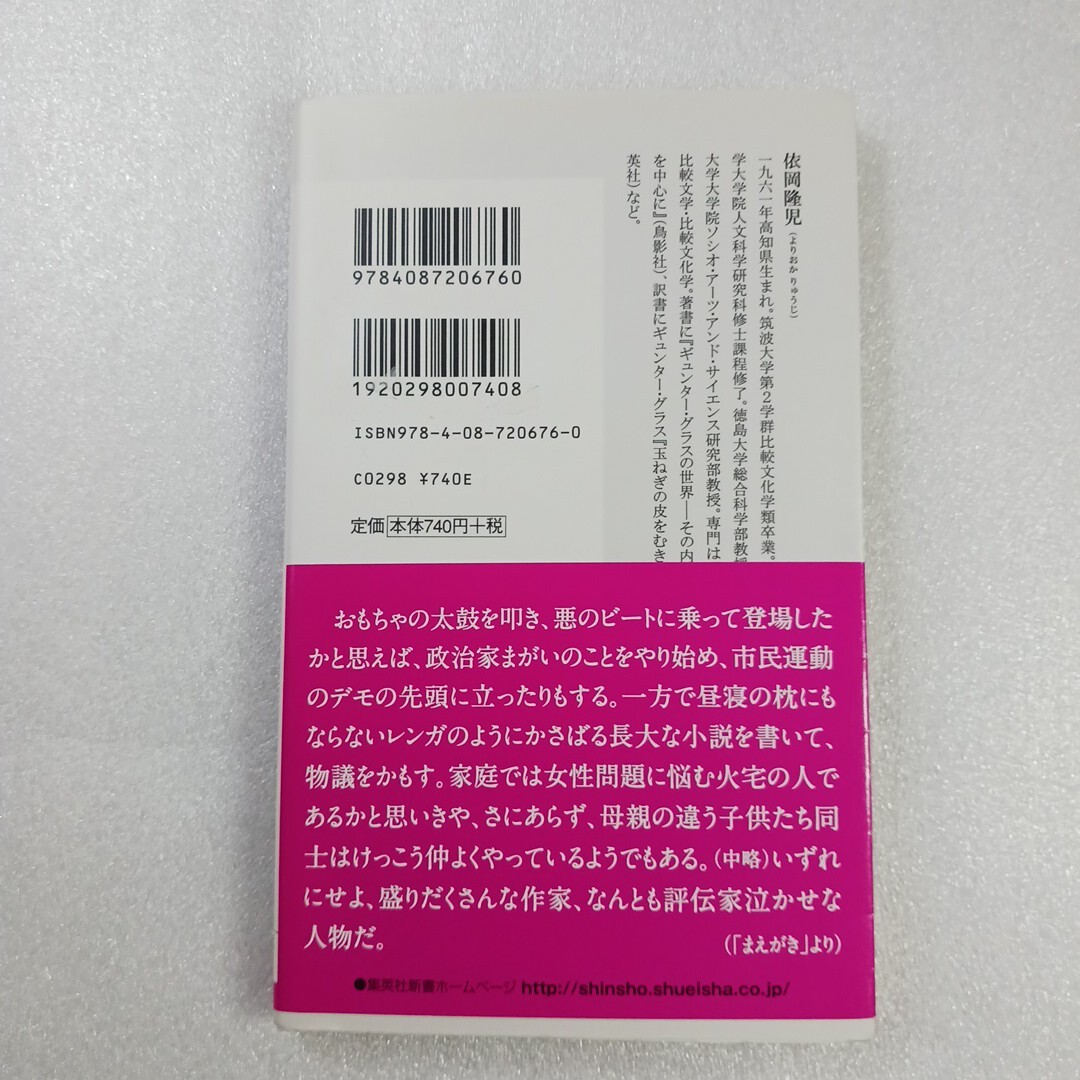 依岡隆児（よりおか りゅうじ）
一九六一年高知県生まれ。筑波大学第2学群比較文化学類卒業。
学大学院人文科学研究科修士課程修了。徳島大学総合科学部教授
大学大学院ソシオ・アーツ・アンド・サイエンス研究部教授。専門は
比較文学・比較文化学。著書に『ギュンター・グラスの世界―その内
を中心に』（鳥影社）、訳書にギュンター・グラス『玉ねぎの皮をむき
英社）など。
9784087206760
1920298007408
ISBN978-4-08-720676-0
C0298 ¥740E
定価 本体740円+税
おもちゃの太鼓を叩き、悪のビートに乗って登場した
かと思えば、政治家まがいのことをやり始め、市民運動
のデモの先頭に立ったりもする。一方で昼寝の枕にも
ならないレンガのようにかさばる長大な小説を書いて、
物議をかもす。家庭では女性問題に悩む火宅の人で
あるかと思いきや、さにあらず、母親の違う子供たち同
士はけっこう仲よくやっているようでもある。（中略）いずれ
にせよ、盛りだくさんな作家、なんとも評伝家泣かせな
人物だ。
（「まえがき」より）
●集英社新書ホームページ http://shinsho.shueisha.co.jp/